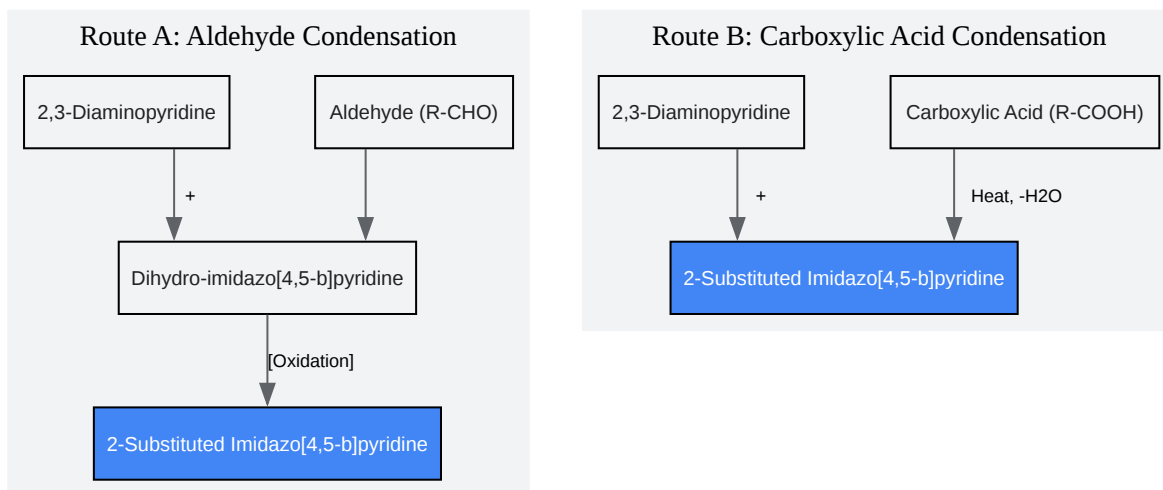 Route A: Aldehyde Condensation
2,3-Diaminopyridine
Aldehyde (R-CHO)
+
Dihydro-imidazo[4,5-b]pyridine
[Oxidation]
2-Substituted Imidazo[4,5-b]pyridine
Route B: Carboxylic Acid Condensation
2,3-Diaminopyridine
Carboxylic Acid (R-COOH)
+
Heat, -H2O
2-Substituted Imidazo[4,5-b]pyridine